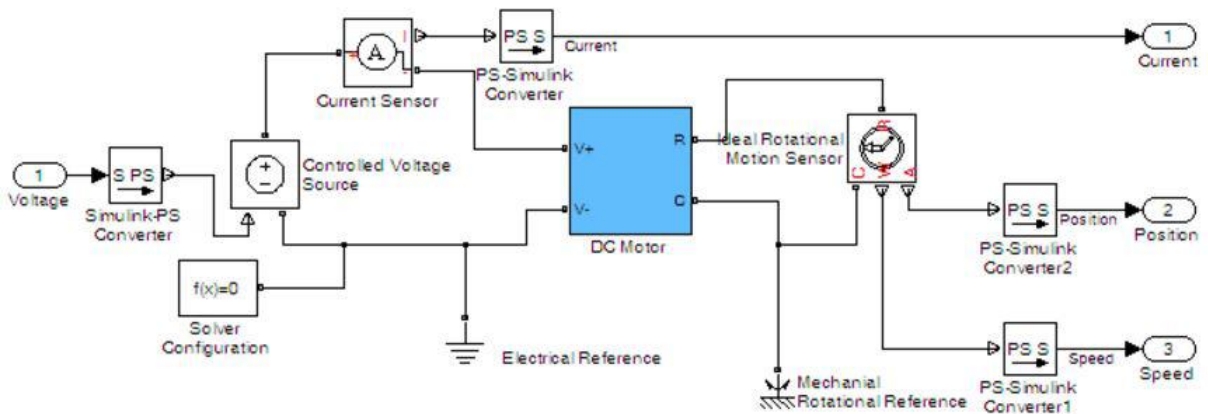 1
Voltage
S PS
Simulink-PS
Converter
Controlled Voltage
Source
+
A
I
-
Current Sensor
PS S
Current
PS-Simulink
Converter
1
Current
f(x)=0
Solver
Configuration
Electrical Reference
V+
V-
R
C
DC Motor
Ideal Rotational
Motion Sensor
R
C
W
A
Mechanial
Rotational Reference
PS S
Position
PS-Simulink
Converter2
2
Position
PS S
Speed
PS-Simulink
Converter1
3
Speed